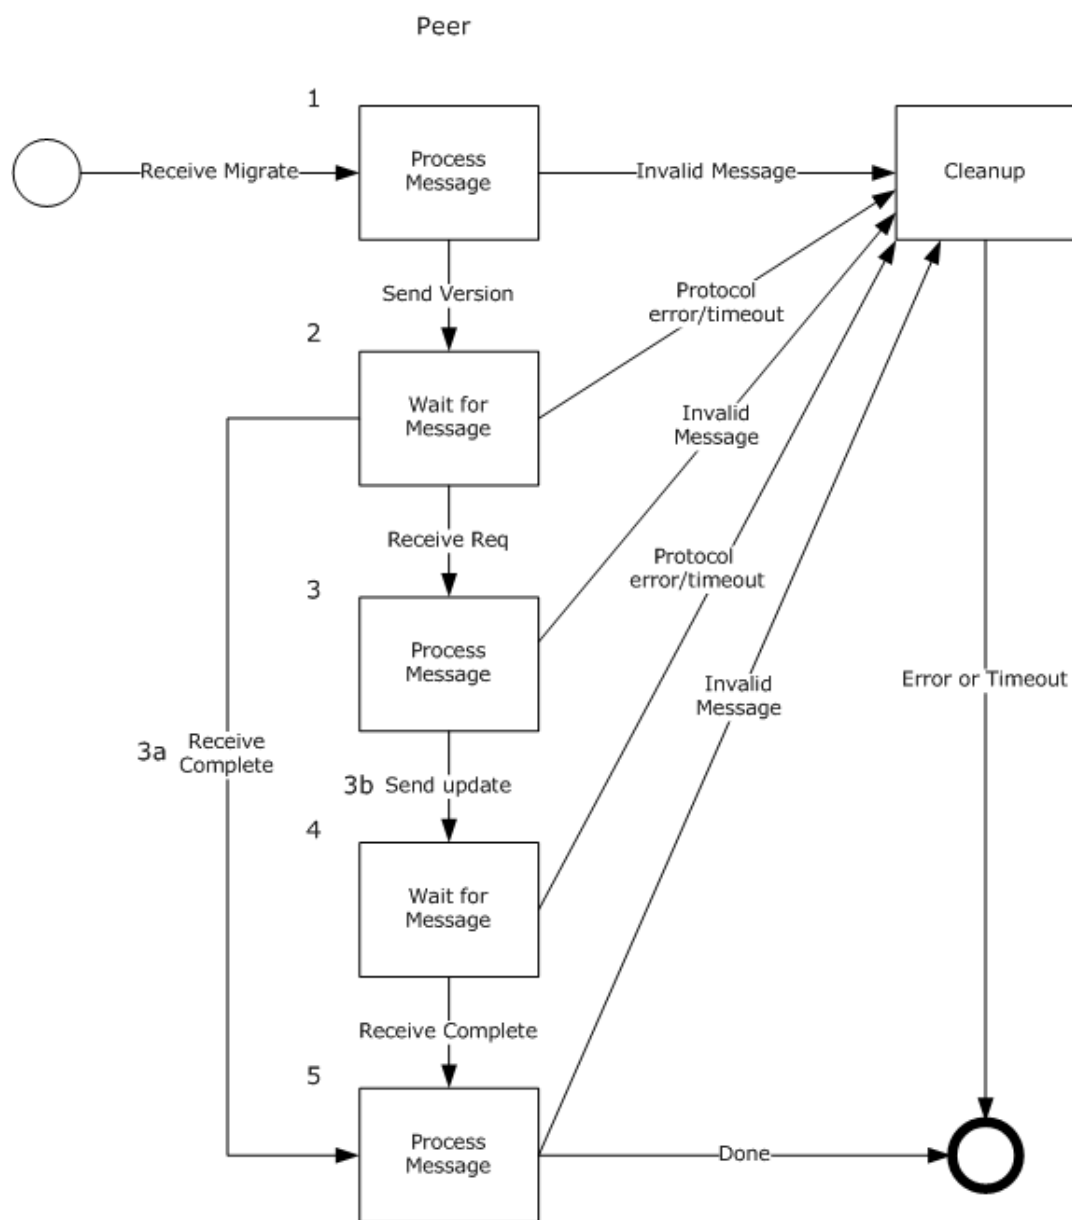 Peer
1
Process
Message
Receive Migrate
Invalid Message
Cleanup
Send Version
Protocol
error/timeout
2
Wait for
Message
Invalid
Message
Receive Req
Protocol
error/timeout
3
Process
Message
Invalid
Message
Error or Timeout
3a
Receive
Complete
3b
Send update
4
Wait for
Message
Receive Complete
5
Process
Message
Done